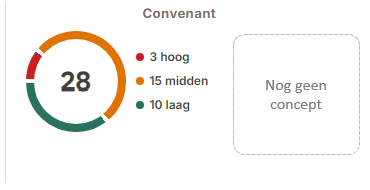 Convenant
28
3 hoog
15 midden
10 laag
Nog geen
concept